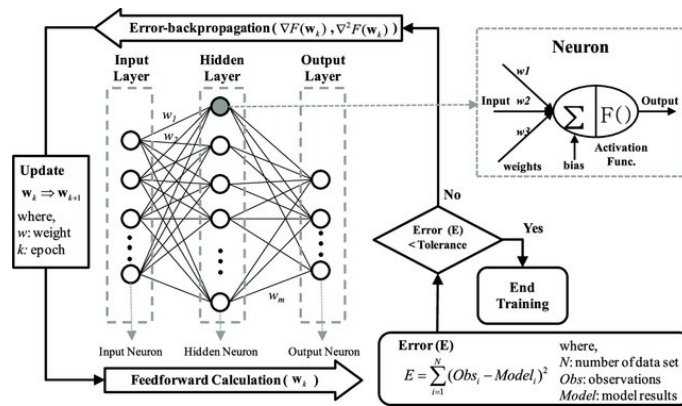 Error-backpropagation ( ∇F(w_k) , ∇²F(w_k) )
Input Layer
Hidden Layer
Output Layer
w₁
w₂
w_m
Input Neuron
Hidden Neuron
Output Neuron
Update
w_k ⇒ w_{k+1}
where,
w: weight
k: epoch
Feedforward Calculation ( w_k )
Neuron
w1
Input
w2
w3
weights
bias
Σ
F()
Output
Activation
Func.
No
Error (E)
< Tolerance
Yes
End
Training
Error (E)
E = \sum_{i=1}^{N} (Obs_i − Model_i)²
where,
N: number of data set
Obs: observations
Model: model results